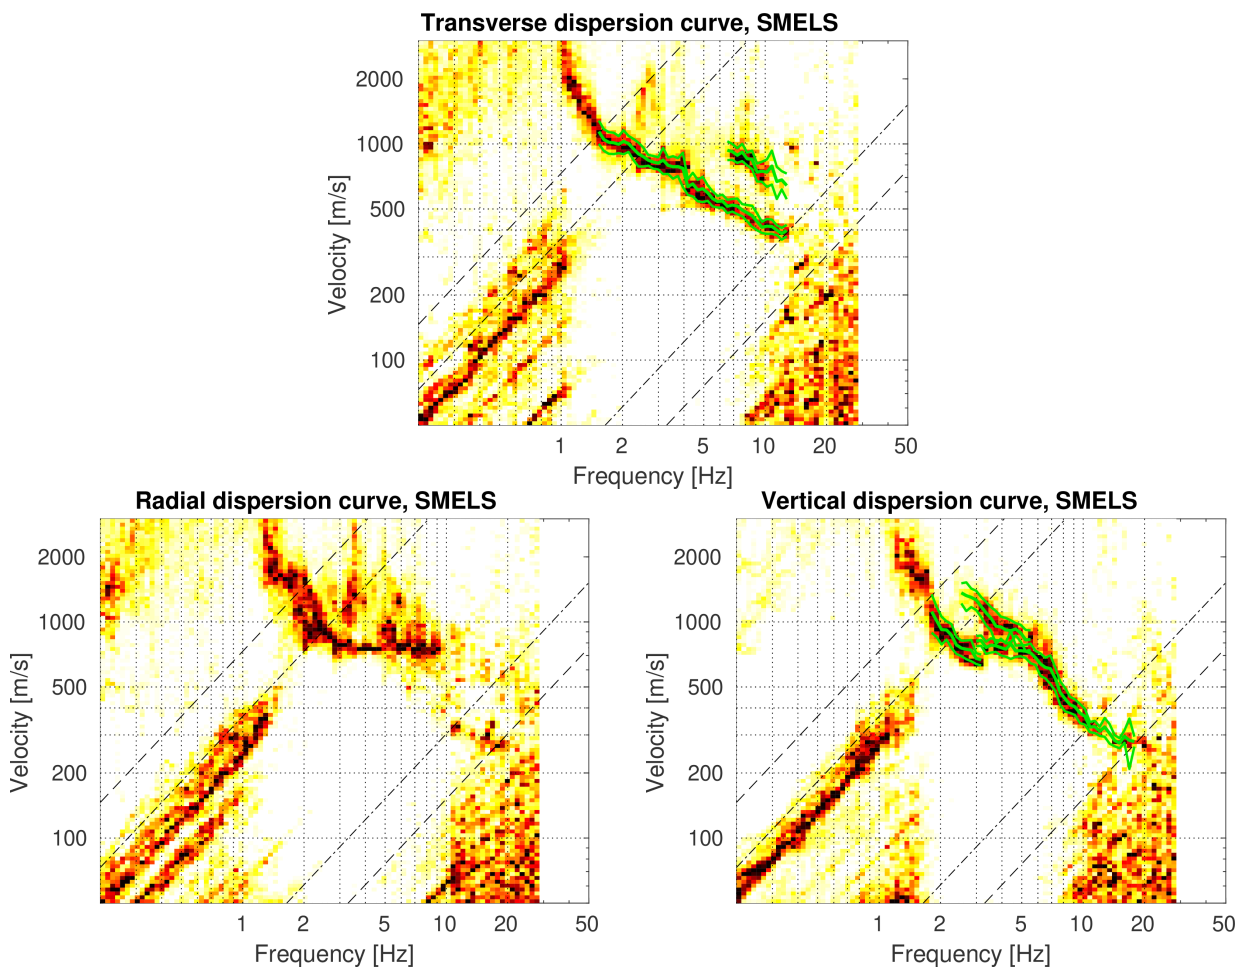 Transverse dispersion curve, SMELS
2000
1000
500
200
100
Velocity [m/s]
1 2 5 10 20 50
Frequency [Hz]
Radial dispersion curve, SMELS
2000
1000
500
200
100
Velocity [m/s]
1 2 5 10 20 50
Frequency [Hz]
Vertical dispersion curve, SMELS
2000
1000
500
200
100
Velocity [m/s]
1 2 5 10 20 50
Frequency [Hz]